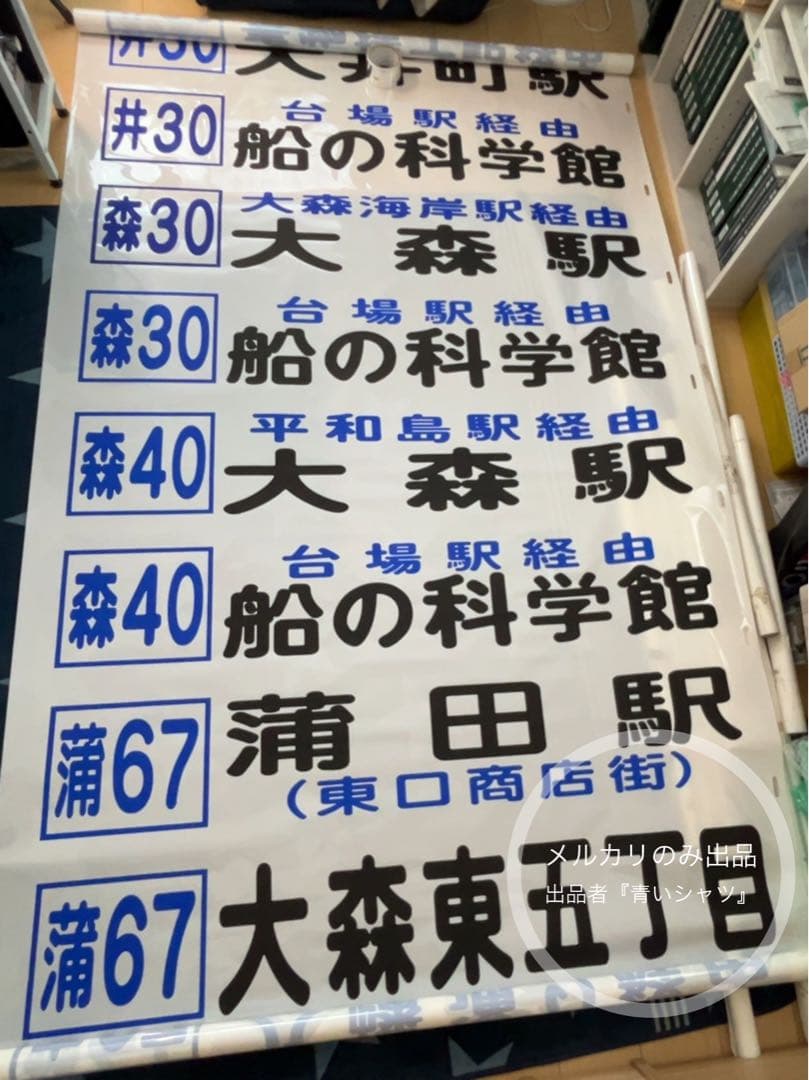 井30
大井町駅
台場駅経由
井30
船の科学館
大森海岸駅経由
森30
大森駅
台場駅経由
森30
船の科学館
平和島駅経由
森40
大森駅
台場駅経由
森40
船の科学館
蒲67
蒲田駅
(東口商店街)
蒲67
大森東五丁目
メルカリのみ出品
出品者『青いシャツ』